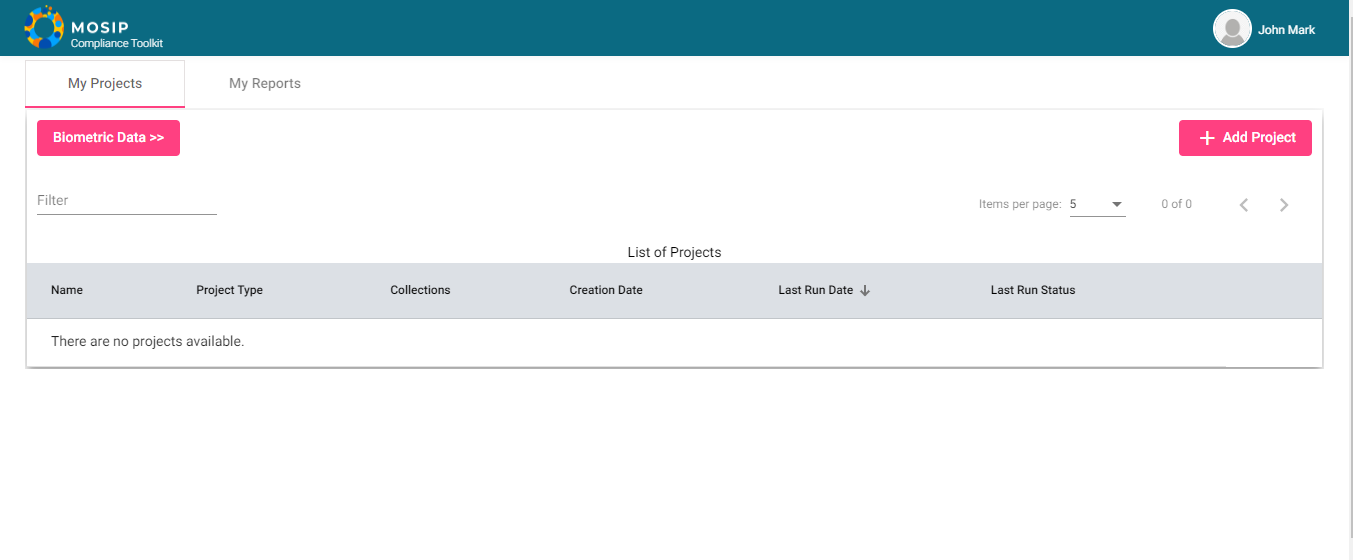 MOSIP
Compliance Toolkit
John Mark
My Projects
My Reports
Biometric Data >>
Add Project
Filter
Items per page: 5
0 of 0
List of Projects
Name Project Type Collections Creation Date Last Run Date Last Run Status
There are no projects available.